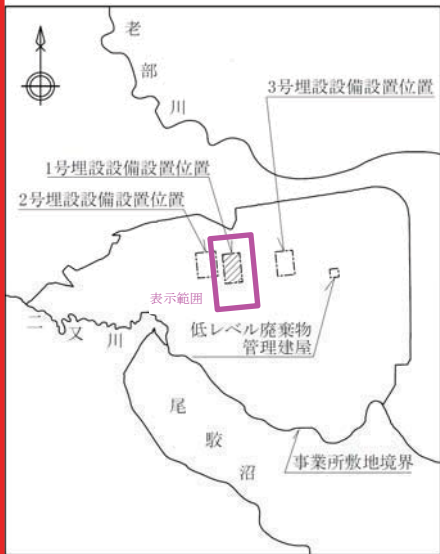 老
部
川
3号埋設設備設置位置
1号埋設設備設置位置
2号埋設設備設置位置
表示範囲
低レベル廃棄物
管理建屋
二又川
尾
駮
沼
事業所敷地境界